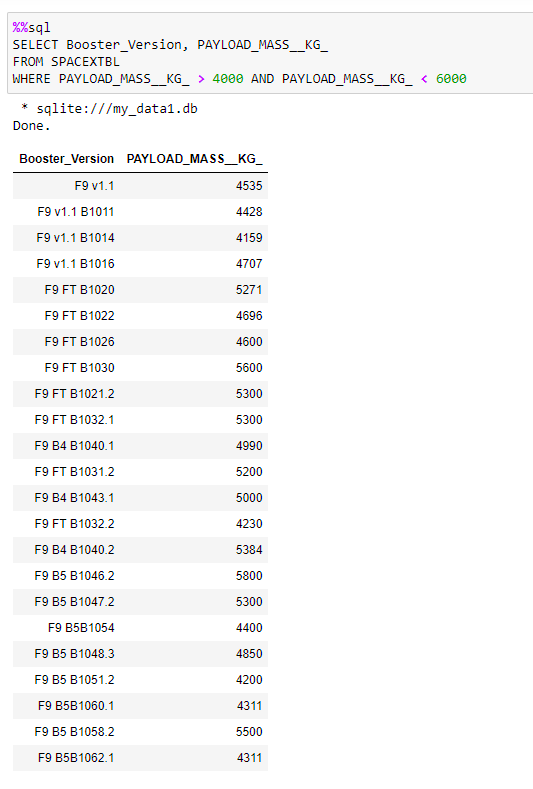 %%sql
SELECT Booster_Version, PAYLOAD_MASS__KG_
FROM SPACEXTBL
WHERE PAYLOAD_MASS__KG_ > 4000 AND PAYLOAD_MASS__KG_ < 6000
* sqlite:///my_data1.db
Done.
Booster_Version PAYLOAD_MASS__KG_
F9 v1.1 4535
F9 v1.1 B1011 4428
F9 v1.1 B1014 4159
F9 v1.1 B1016 4707
F9 FT B1020 5271
F9 FT B1022 4696
F9 FT B1026 4600
F9 FT B1030 5600
F9 FT B1021.2 5300
F9 FT B1032.1 5300
F9 B4 B1040.1 4990
F9 FT B1031.2 5200
F9 B4 B1043.1 5000
F9 FT B1032.2 4230
F9 B4 B1040.2 5384
F9 B5 B1046.2 5800
F9 B5 B1047.2 5300
F9 B5B1054 4400
F9 B5 B1048.3 4850
F9 B5 B1051.2 4200
F9 B5B1060.1 4311
F9 B5 B1058.2 5500
F9 B5B1062.1 4311